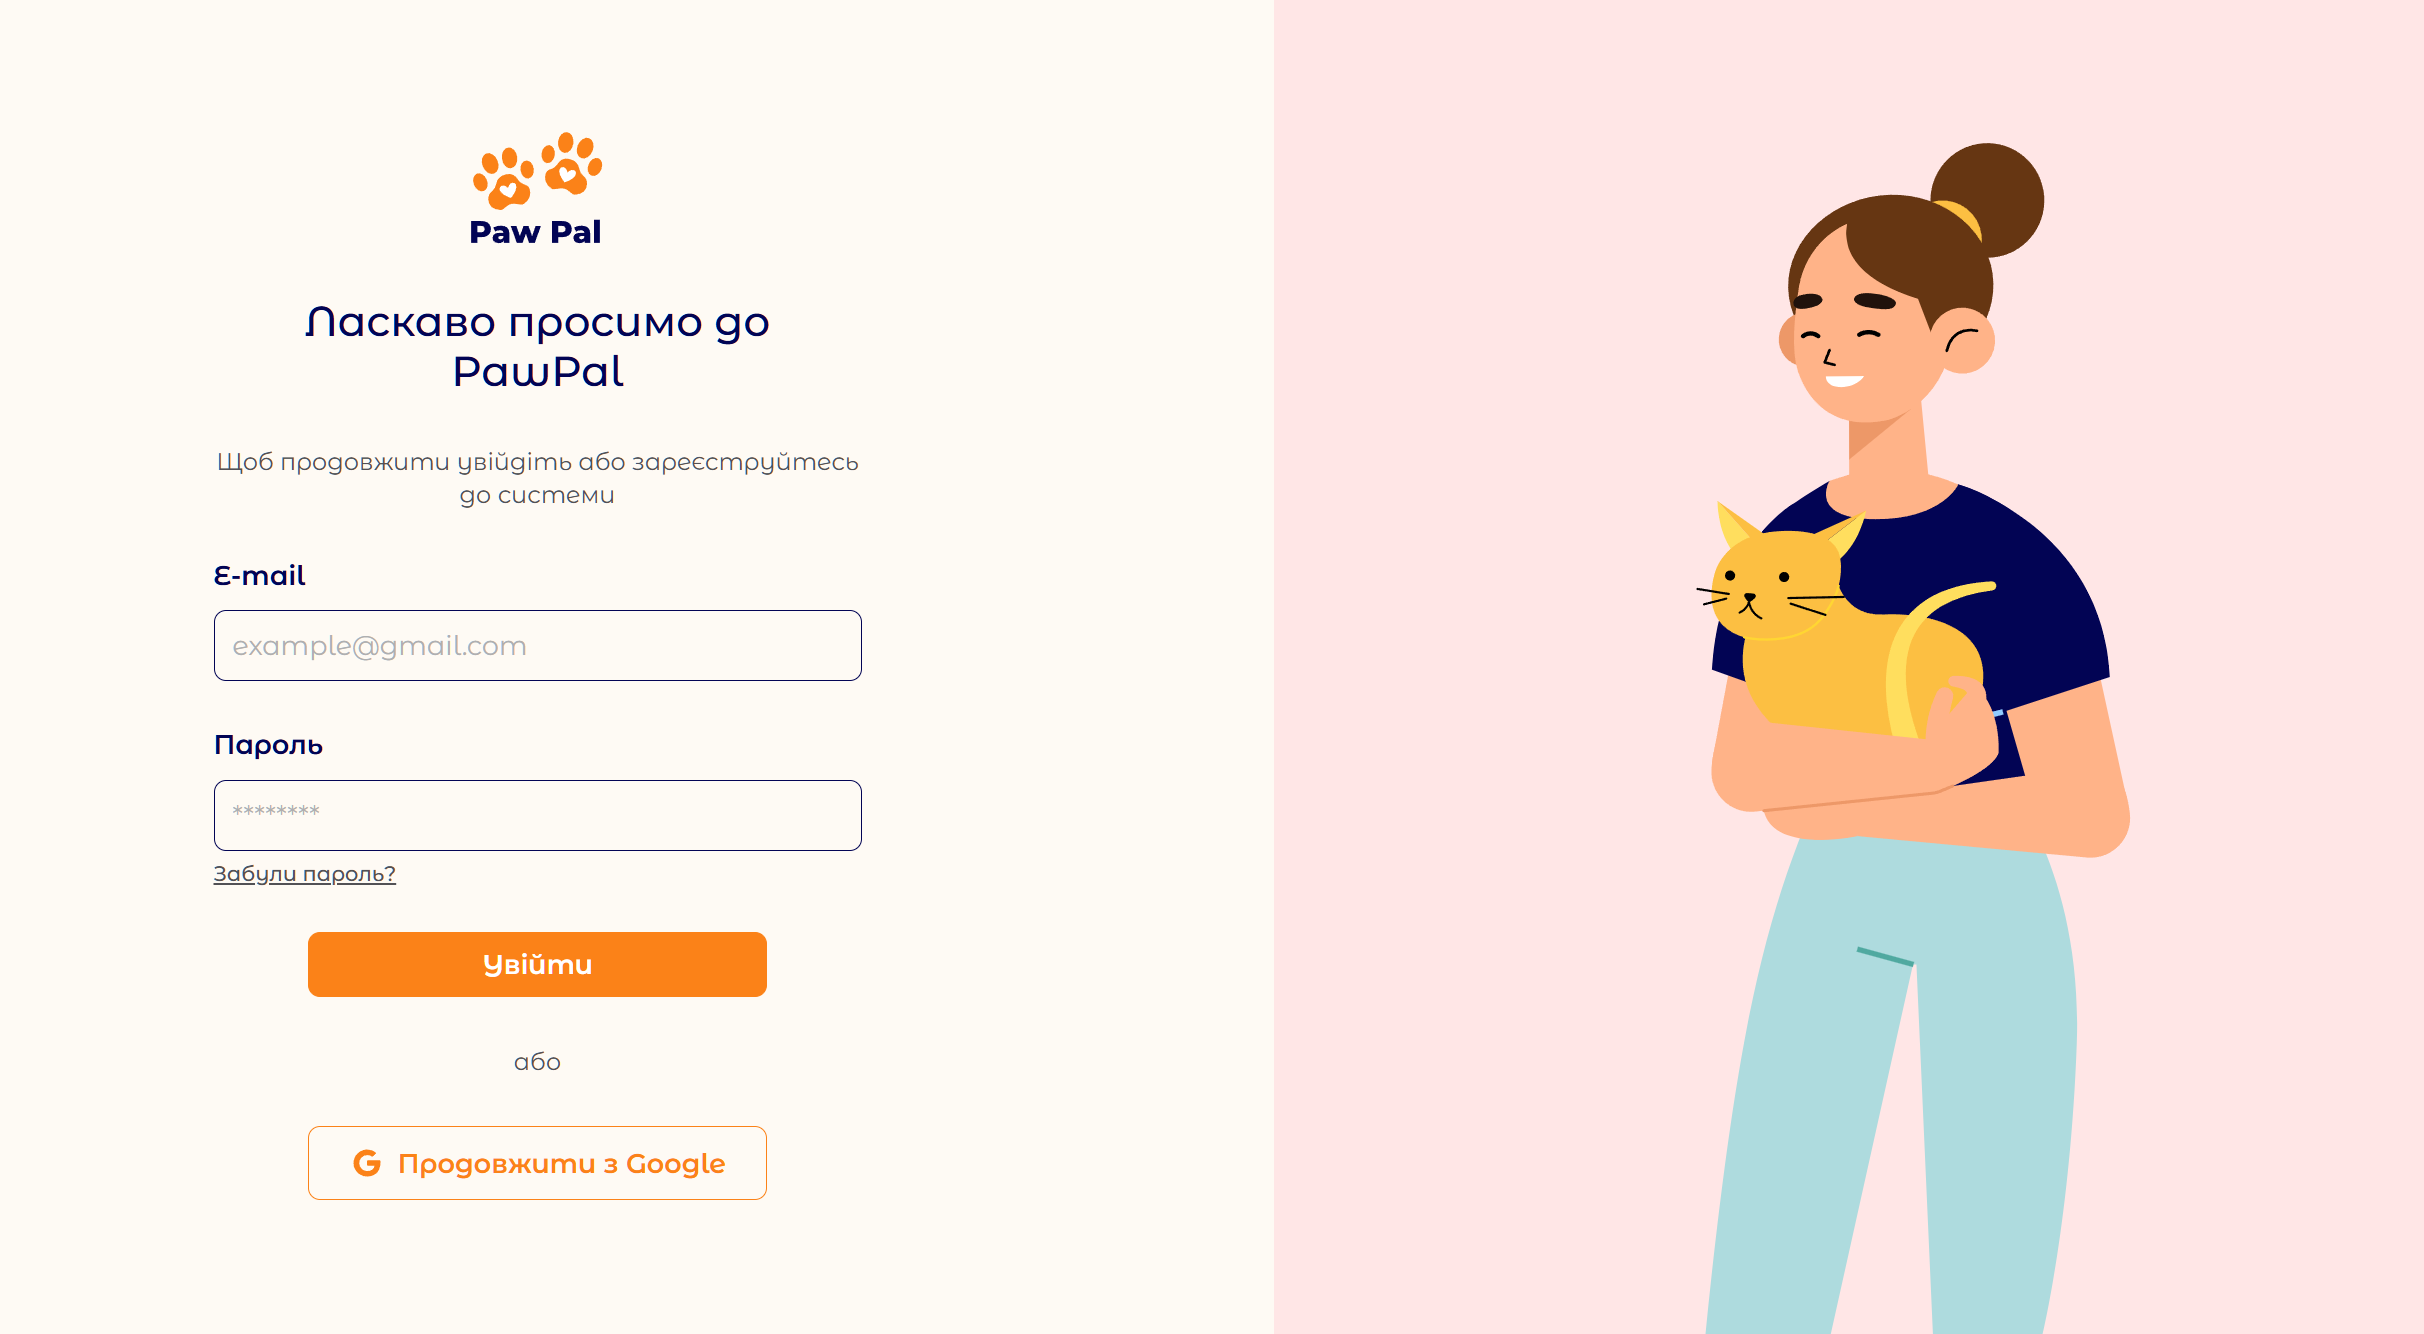 Paw Pal
Ласкаво просимо до
PawPal
Щоб продовжити увійдіть або зареєструйтесь
до системи
E-mail
example@gmail.com
Пароль
********
Забули пароль?
Увійти
або
Продовжити з Google